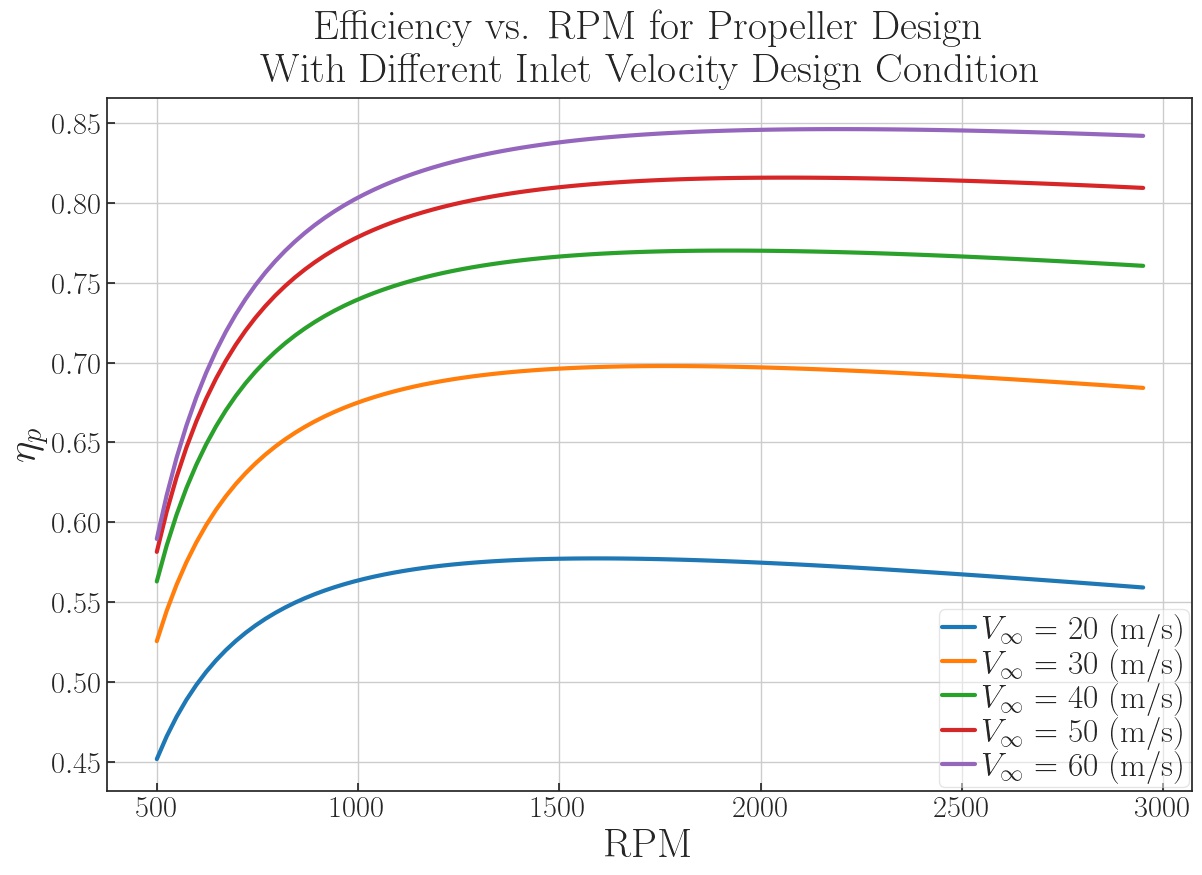 Efficiency vs. RPM for Propeller Design
With Different Inlet Velocity Design Condition
0.85
0.80
0.75
0.70
0.65
0.60
0.55
0.50
0.45
ηp
500
1000
1500
2000
2500
3000
RPM
V∞ = 20 (m/s)
V∞ = 30 (m/s)
V∞ = 40 (m/s)
V∞ = 50 (m/s)
V∞ = 60 (m/s)